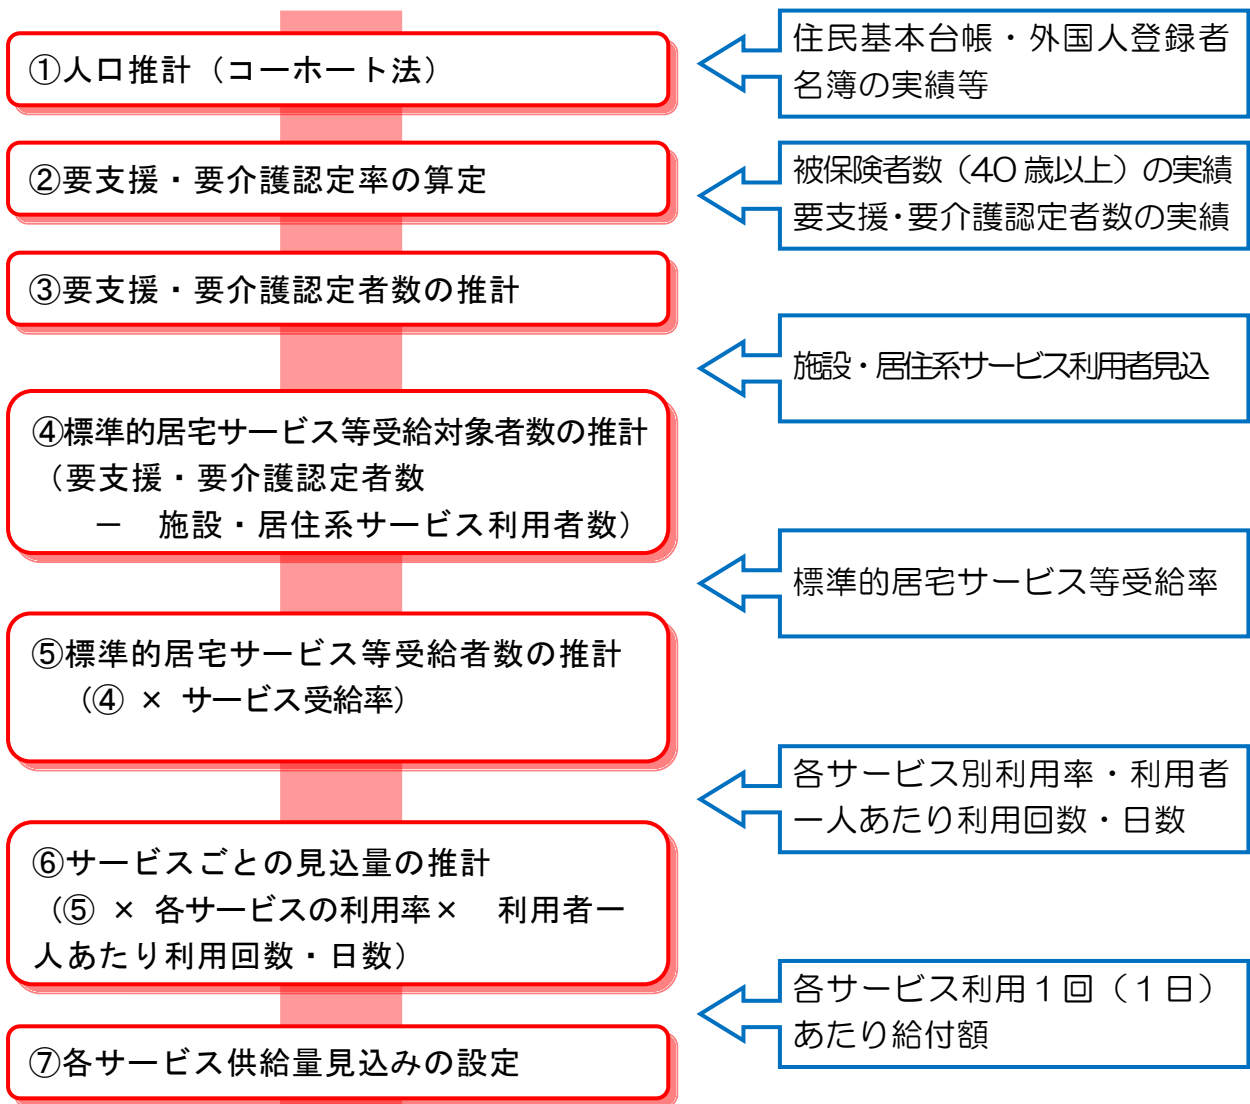 ①人口推計（コーホート法）
住民基本台帳・外国人登録者
名簿の実績等
②要支援・要介護認定率の算定
被保険者数（40歳以上）の実績
要支援・要介護認定者数の実績
③要支援・要介護認定者数の推計
施設・居住系サービス利用者見込
④標準的居宅サービス等受給対象者数の推計
（要支援・要介護認定者数
－　施設・居住系サービス利用者数）
標準的居宅サービス等受給率
⑤標準的居宅サービス等受給者数の推計
（④ × サービス受給率）
各サービス別利用率・利用者
一人あたり利用回数・日数
⑥サービスごとの見込量の推計
（⑤ × 各サービスの利用率×　利用者一
人あたり利用回数・日数）
各サービス利用１回（１日）
あたり給付額
⑦各サービス供給量見込みの設定